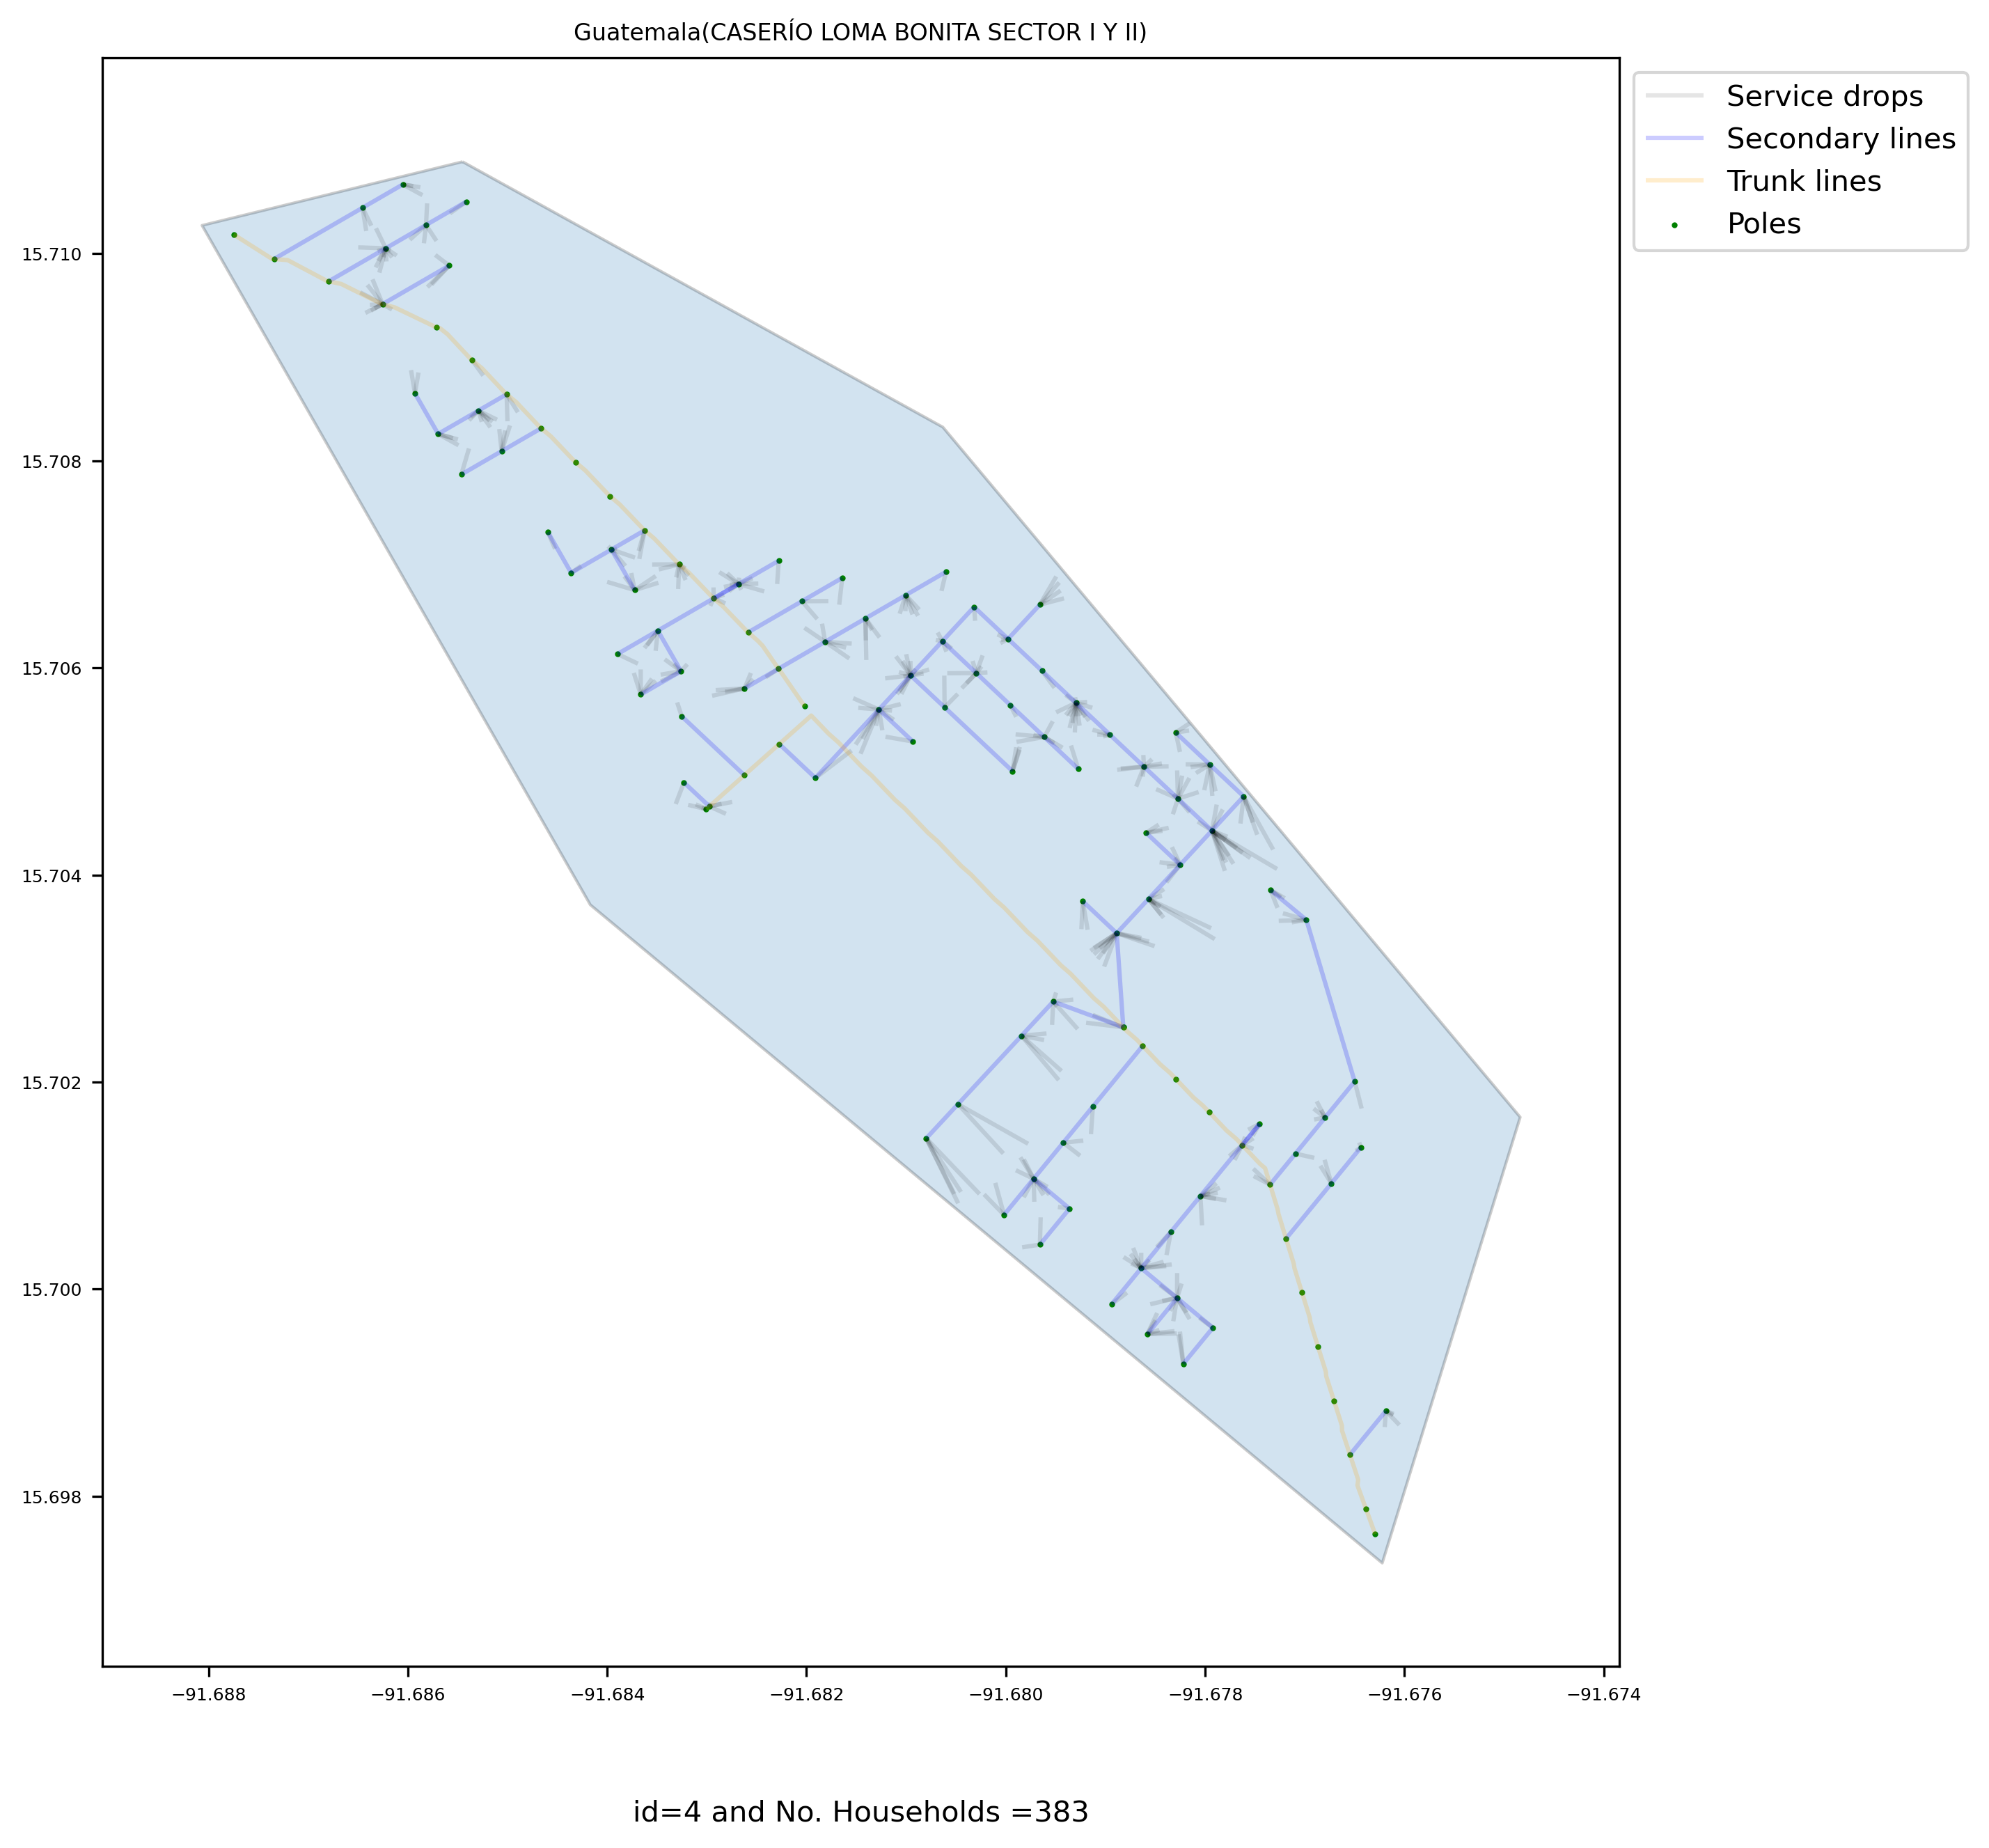 Guatemala(CASERÍO LOMA BONITA SECTOR I Y II)
Service drops
Secondary lines
Trunk lines
Poles
15.710
15.708
15.706
15.704
15.702
15.700
15.698
−91.688 −91.686 −91.684 −91.682 −91.680 −91.678 −91.676 −91.674
id=4 and No. Households =383